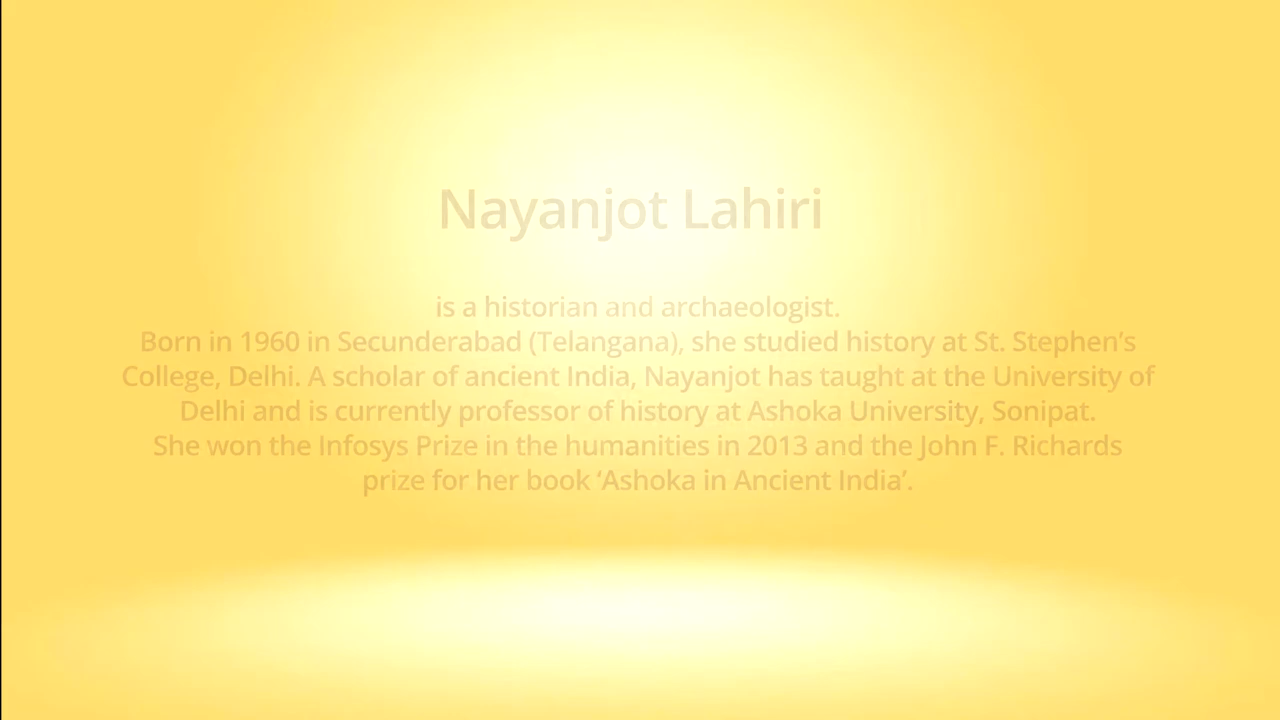 Nayanjot Lahiri
is a historian and archaeologist.
Born in 1960 in Secunderabad (Telangana), she studied history at St. Stephen’s
College, Delhi. A scholar of ancient India, Nayanjot has taught at the University of
Delhi and is currently professor of history at Ashoka University, Sonipat.
She won the Infosys Prize in the humanities in 2013 and the John F. Richards
prize for her book ‘Ashoka in Ancient India’.